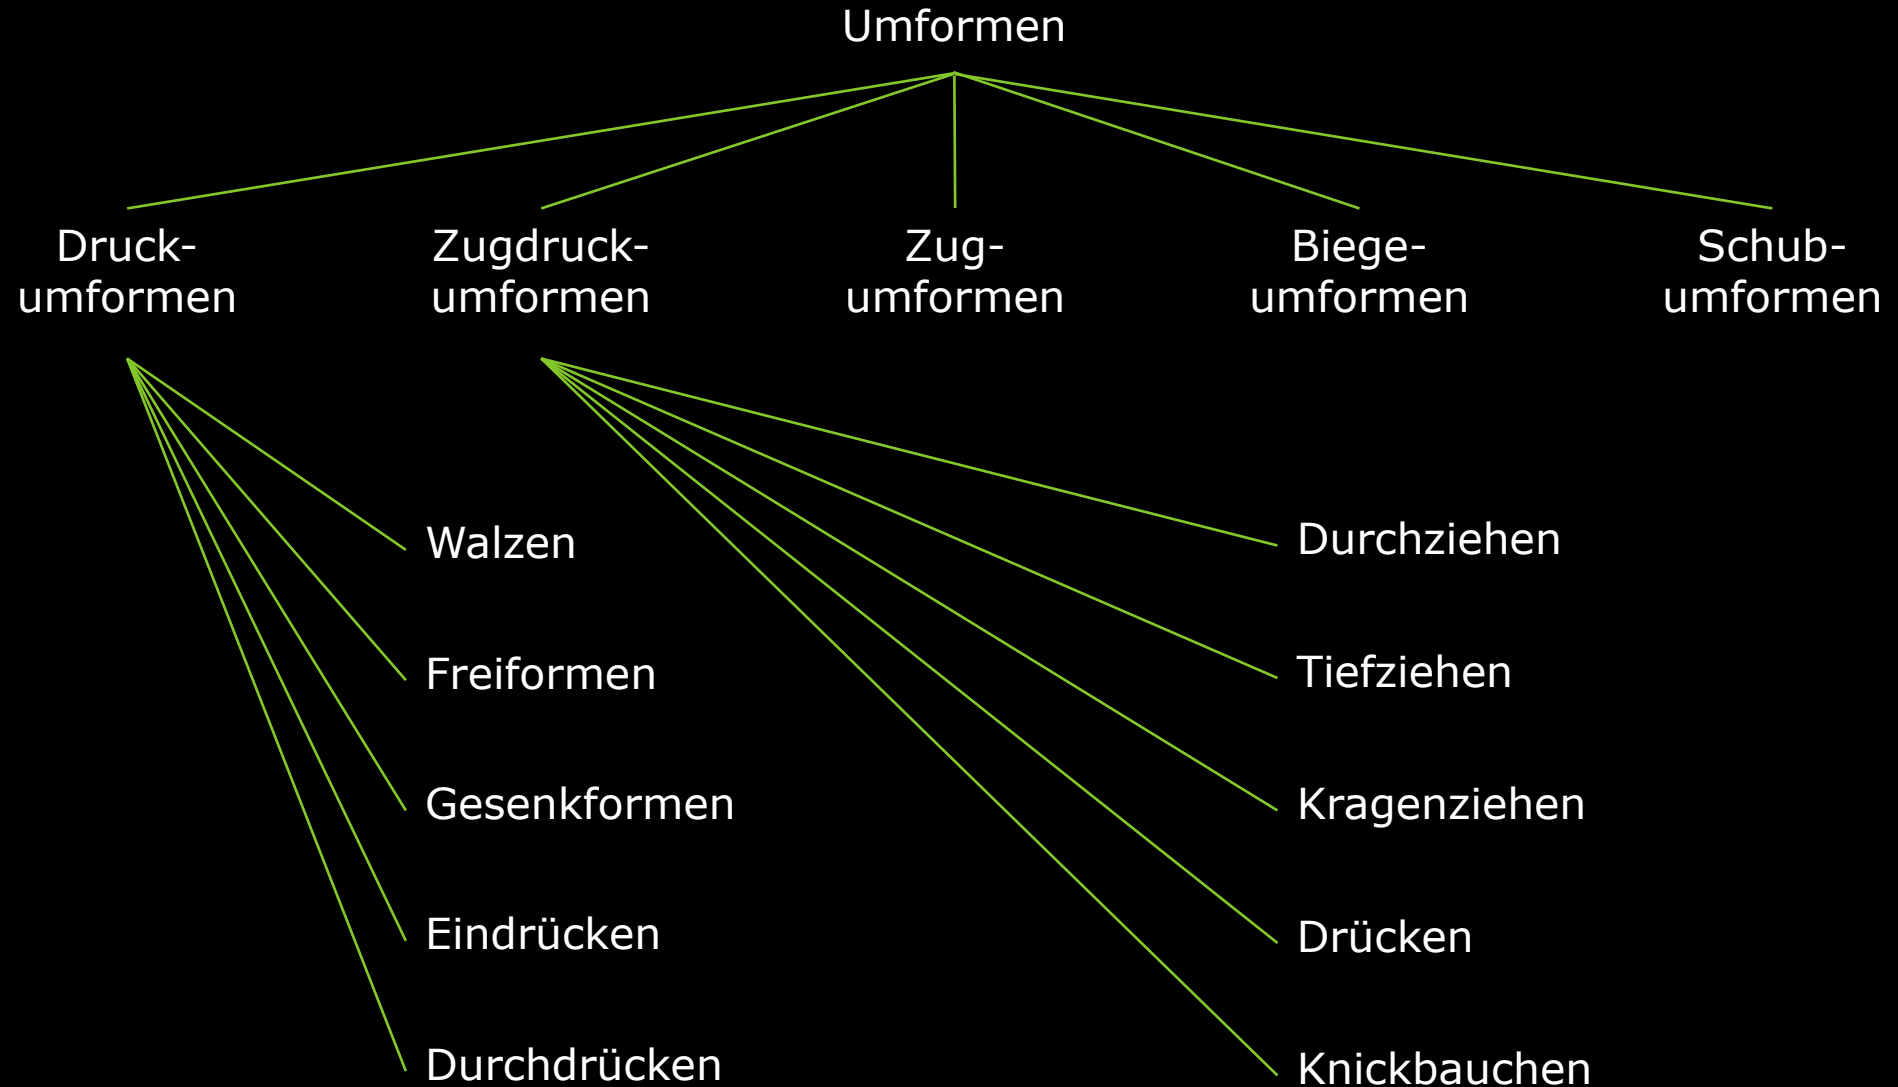 Umformen
Druck-
umformen
Zugdruck-
umformen
Zug-
umformen
Biege-
umformen
Schub-
umformen
Walzen
Freiformen
Gesenkformen
Eindrücken
Durchdrücken
Durchziehen
Tiefziehen
Kragenziehen
Drücken
Knickbauchen